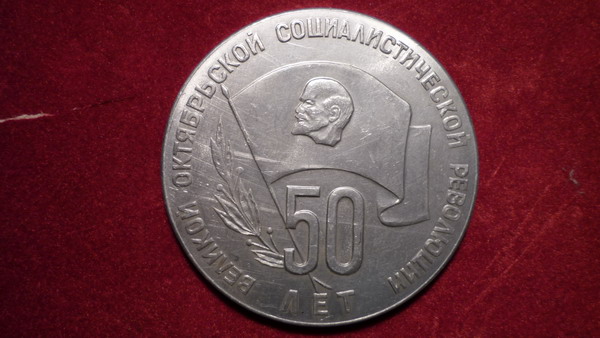 50
ЛЕТ
ВЕЛИКОЙ ОКТЯБРЬСКОЙ СОЦИАЛИСТИЧЕСКОЙ РЕВОЛЮЦИИ